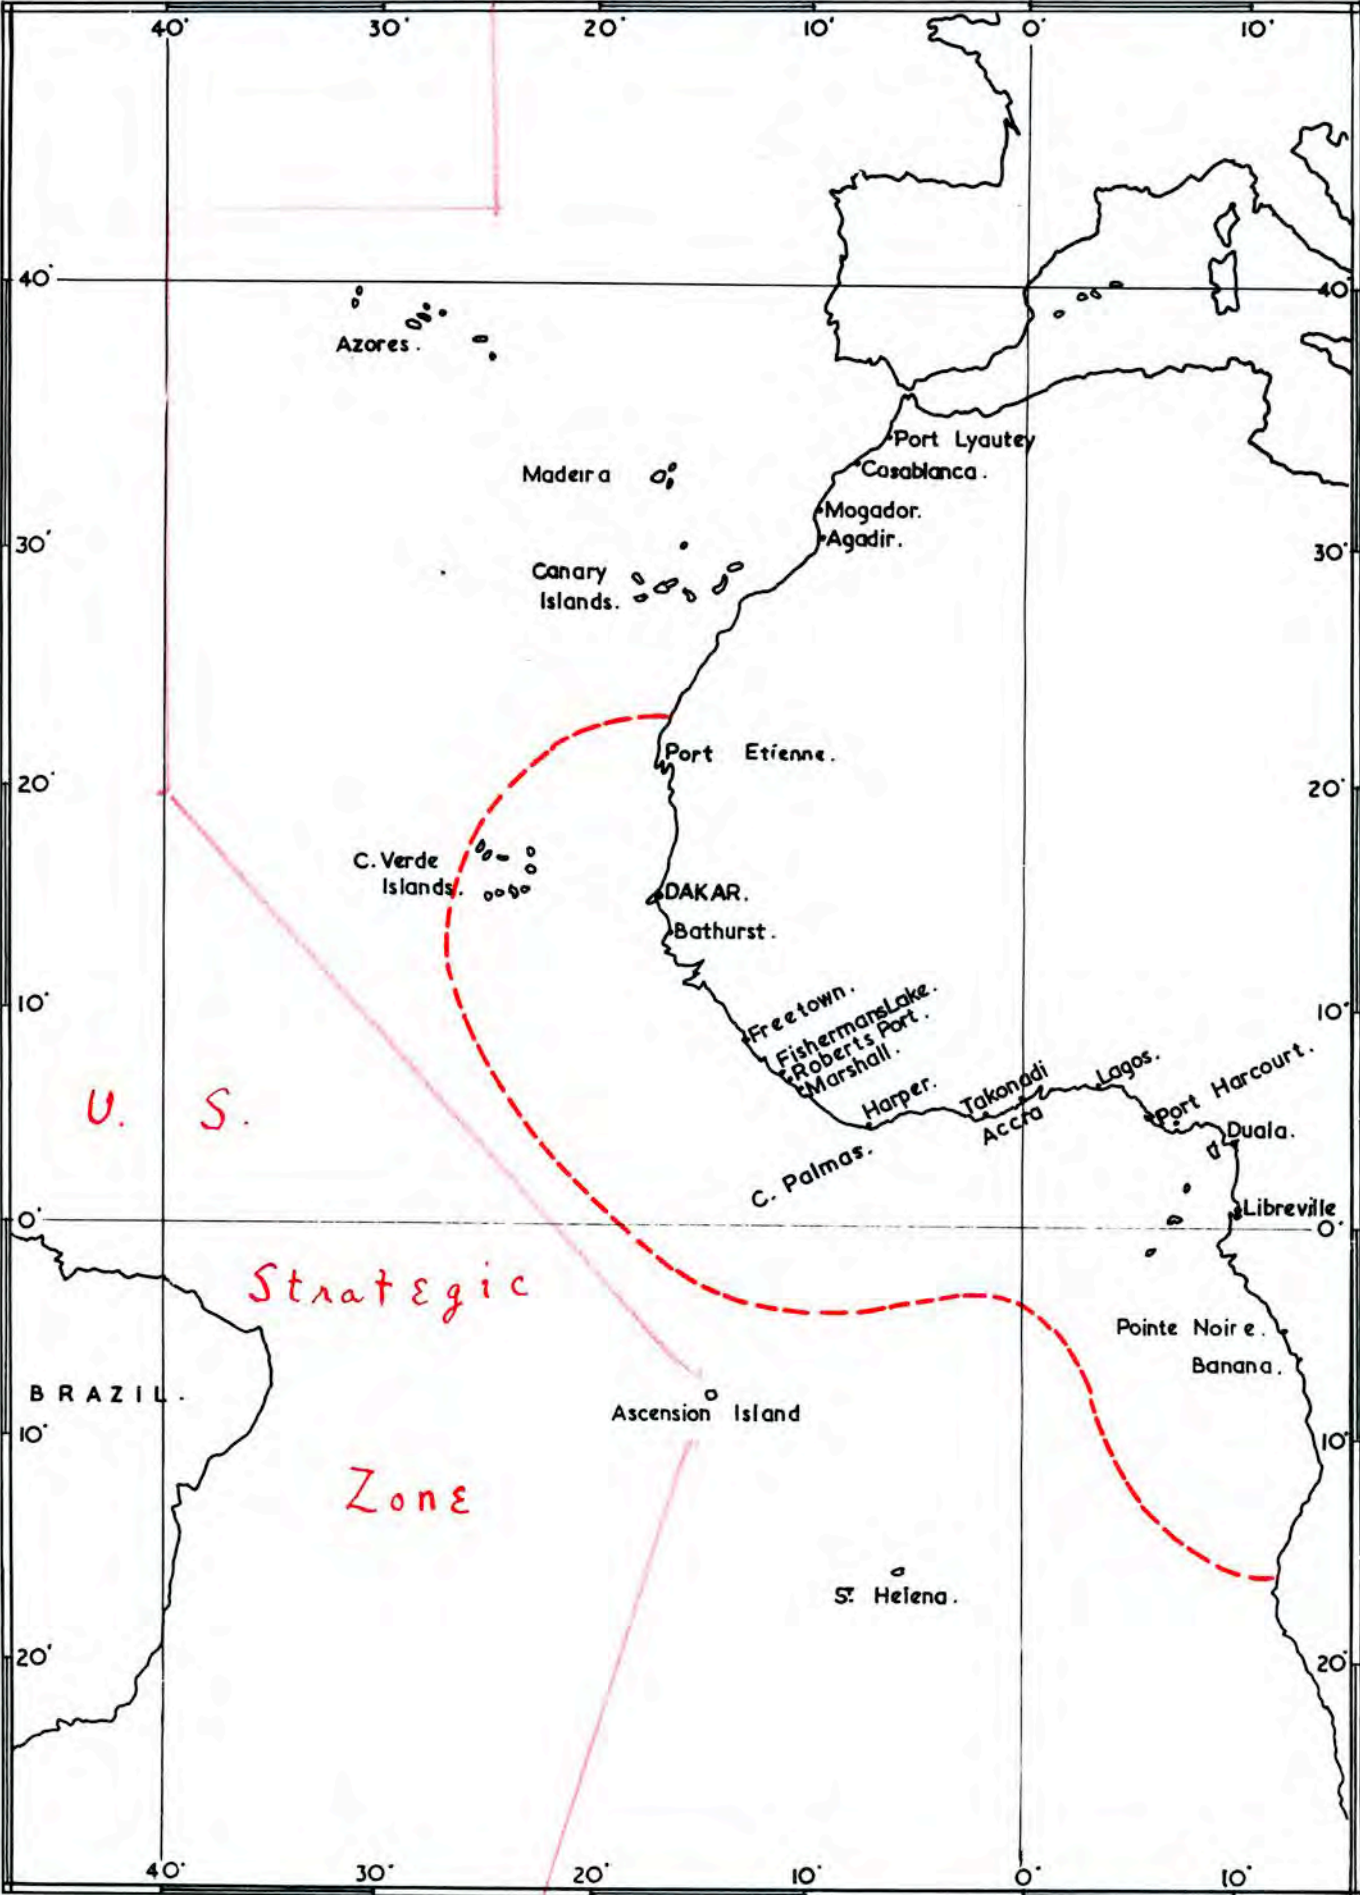 40° 30° 20° 10° 0° 10°
40° 40°
Azores.
Port Lyautey
Casablanca.
Madeira
Mogador.
Agadir.
30° 30°
Canary
Islands.
Port Etienne.
20° 20°
C. Verde
Islands.
DAKAR.
Bathurst.
10° 10°
Freetown.
Fishermans Lake.
Roberts Port.
Marshall.
Harper.
Takonadi
Accra
Lagos.
Port Harcourt.
Duala.
U. S.
C. Palmas.
Libreville
0° 0°
Strategic
Pointe Noire.
Banana.
BRAZIL.
Ascension Island
10° 10°
Zone
St. Helena.
20° 20°
40° 30° 20° 10° 0° 10°